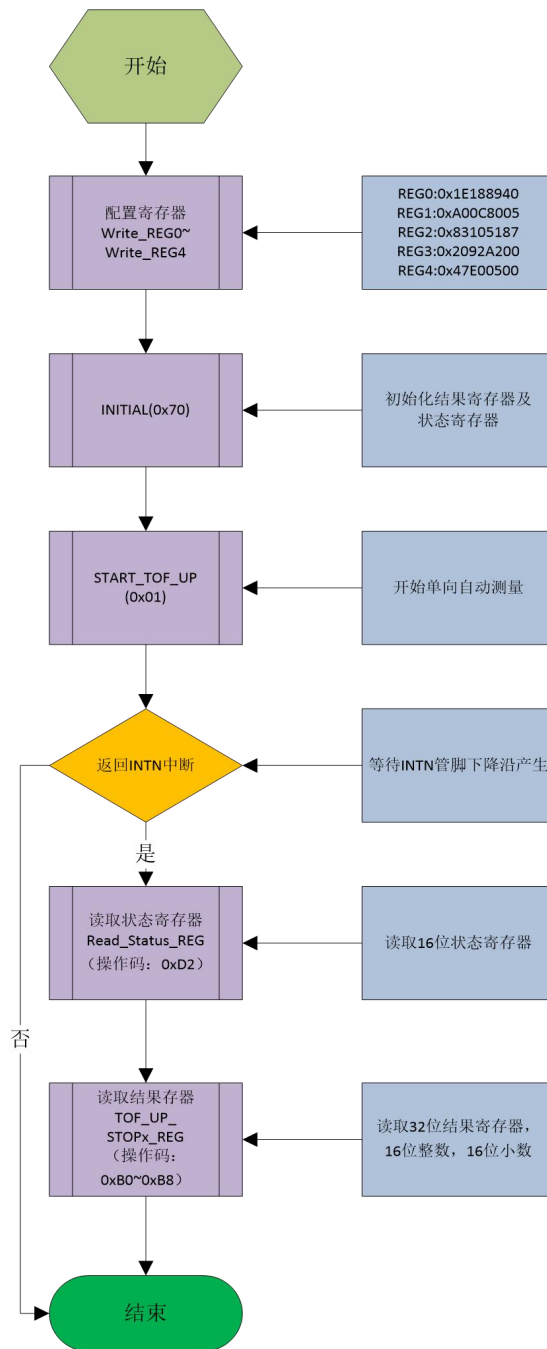 开始
配置寄存器
Write_REG0~
Write_REG4
REG0:0x1E188940
REG1:0xA00C8005
REG2:0x83105187
REG3:0x2092A200
REG4:0x47E00500
INITIAL(0x70)
初始化结果寄存器及
状态寄存器
START_TOF_UP
(0x01)
开始单向自动测量
返回INTN中断
等待INTN管脚下降沿产生
是
读取状态寄存器
Read_Status_REG
（操作码：0xD2）
读取16位状态寄存器
否
读取结果存器
TOF_UP_
STOPx_REG
（操作码：
0xB0~0xB8）
读取32位结果寄存器，
16位整数，16位小数
结束